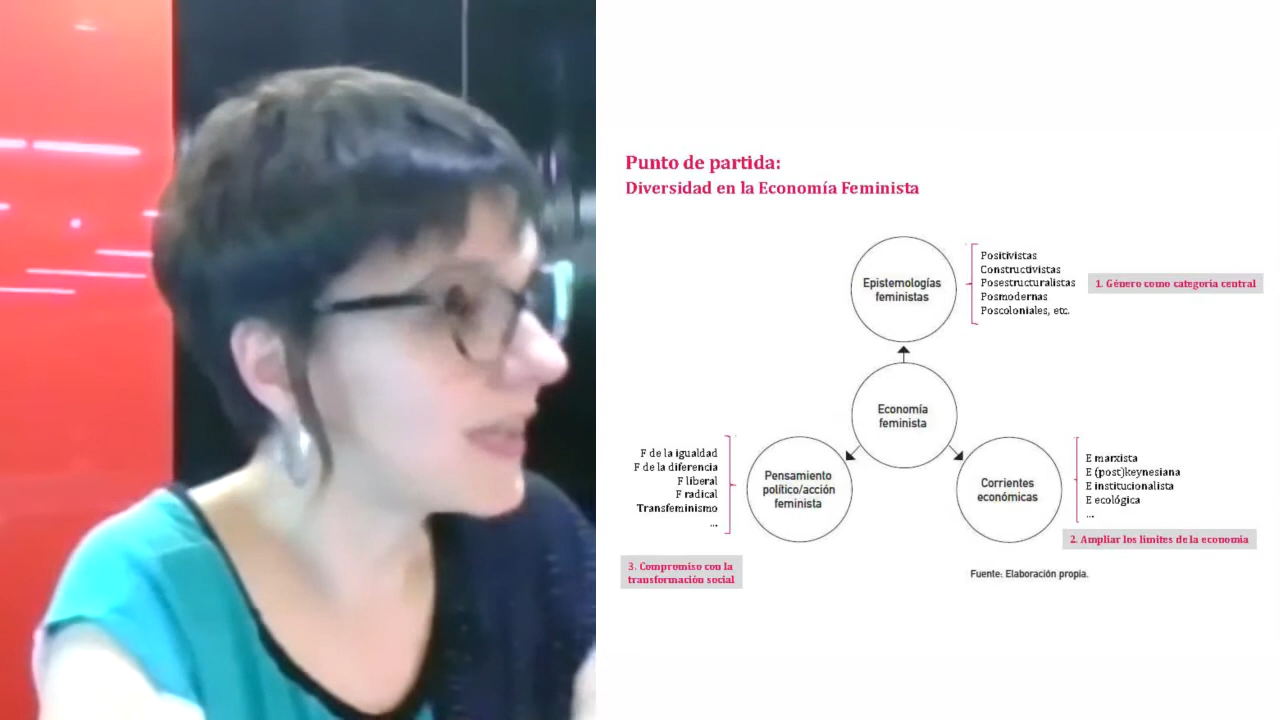 Punto de partida:
Diversidad en la Economía Feminista
Epistemologías
feministas
Positivistas
Constructivistas
Posestructuralistas
Posmodernas
Poscoloniales, etc.
1. Género como categoría central
Economía
feminista
F de la igualdad
F de la diferencia
F liberal
F radical
Transfeminismo
...
Pensamiento
político/acción
feminista
Corrientes
económicas
E marxista
E (post)keynesiana
E institucionalista
E ecológica
...
2. Ampliar los límites de la economía
3. Compromiso con la
transformación social
Fuente: Elaboración propia.